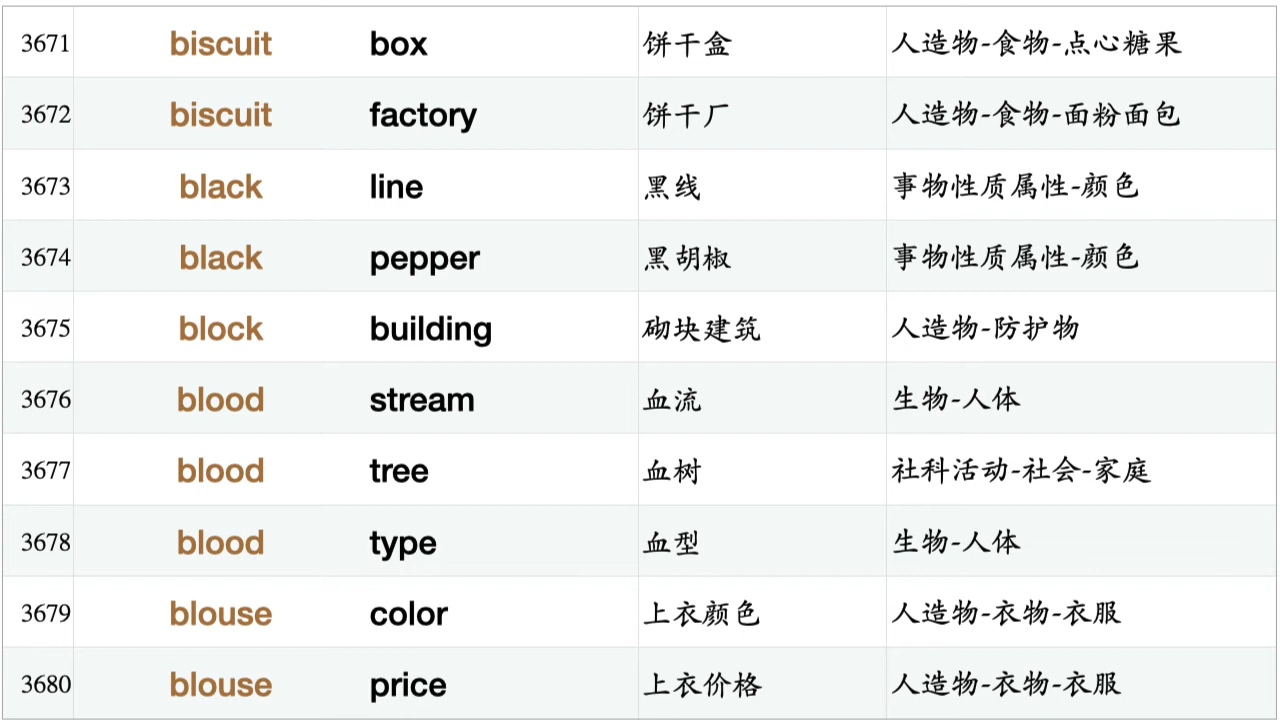 3671 biscuit box 饼干盒 人造物-食物-点心糖果
3672 biscuit factory 饼干厂 人造物-食物-面粉面包
3673 black line 黑线 事物性质属性-颜色
3674 black pepper 黑胡椒 事物性质属性-颜色
3675 block building 砌块建筑 人造物-防护物
3676 blood stream 血流 生物-人体
3677 blood tree 血树 社科活动-社会-家庭
3678 blood type 血型 生物-人体
3679 blouse color 上衣颜色 人造物-衣物-衣服
3680 blouse price 上衣价格 人造物-衣物-衣服